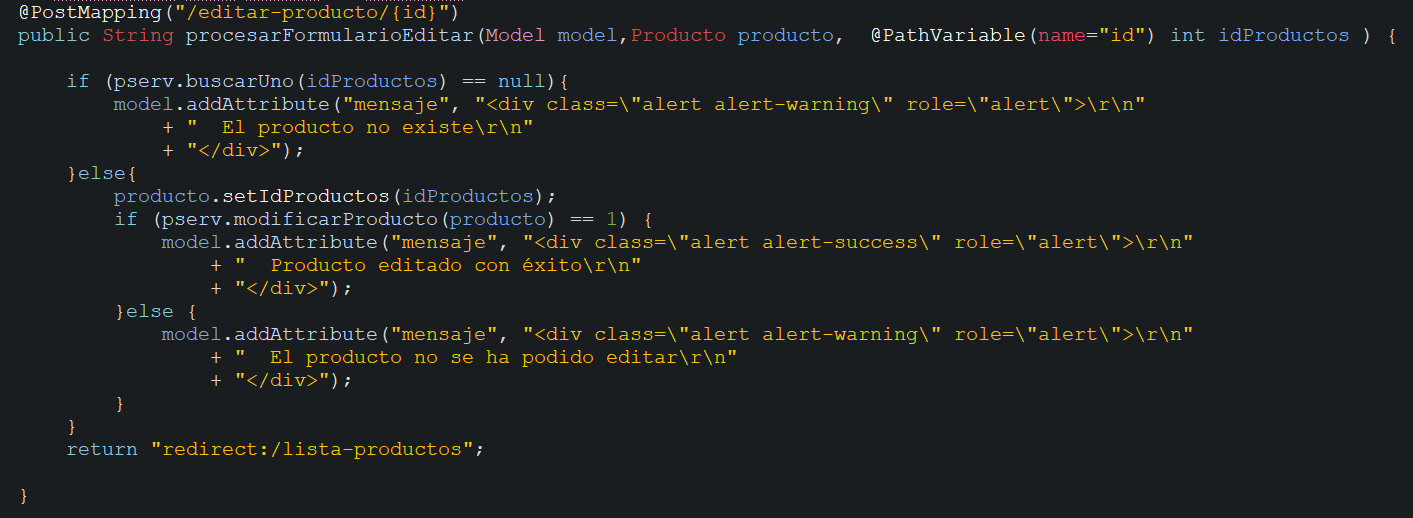 @PostMapping("/editar-producto/{id}")
public String procesarFormularioEditar(Model model,Producto producto,  @PathVariable(name="id") int idProductos ) {
    if (pserv.buscarUno(idProductos) == null){
        model.addAttribute("mensaje", "<div class=\"alert alert-warning\" role=\"alert\">\r\n"
            + "  El producto no existe\r\n"
            + "</div>");
    }else{
        producto.setIdProductos(idProductos);
        if (pserv.modificarProducto(producto) == 1) {
            model.addAttribute("mensaje", "<div class=\"alert alert-success\" role=\"alert\">\r\n"
                + "  Producto editado con éxito\r\n"
                + "</div>");
        }else {
            model.addAttribute("mensaje", "<div class=\"alert alert-warning\" role=\"alert\">\r\n"
                + "  El producto no se ha podido editar\r\n"
                + "</div>");
        }
    }
    return "redirect:/lista-productos";
}